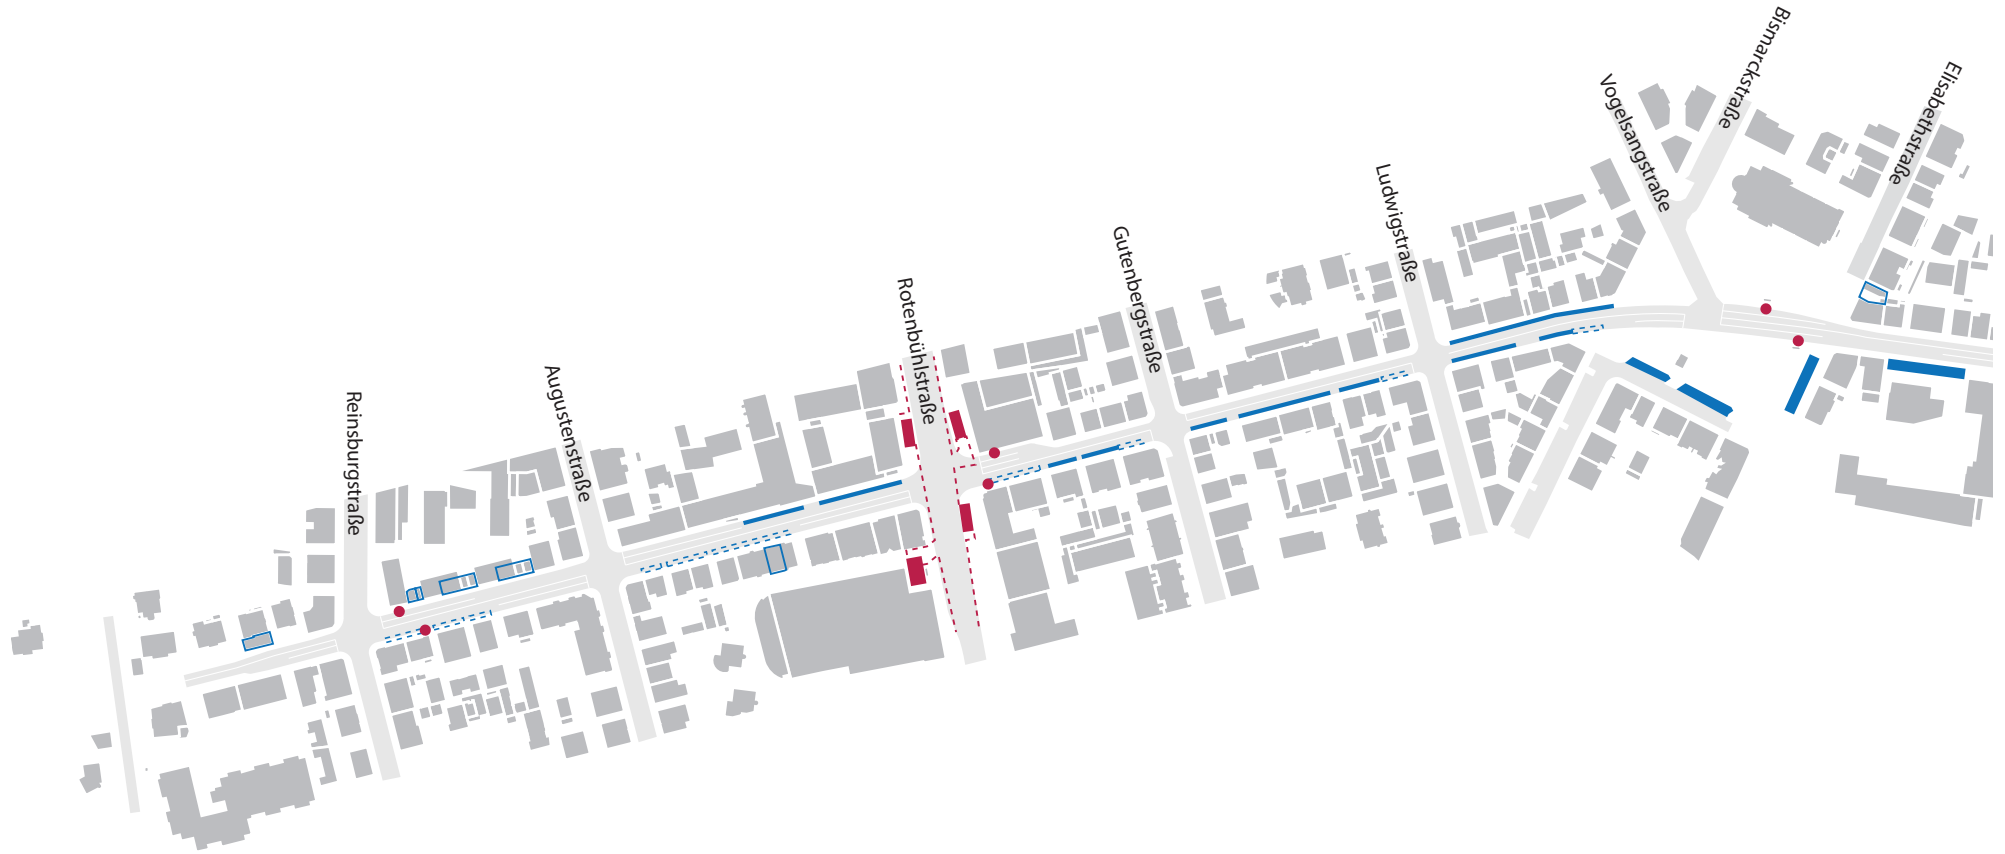 Reinsburgstraße
Augustenstraße
Rotenbühlstraße
Gutenbergstraße
Ludwigstraße
Vogelsangstraße
Bismarckstraße
Elisabethstraße